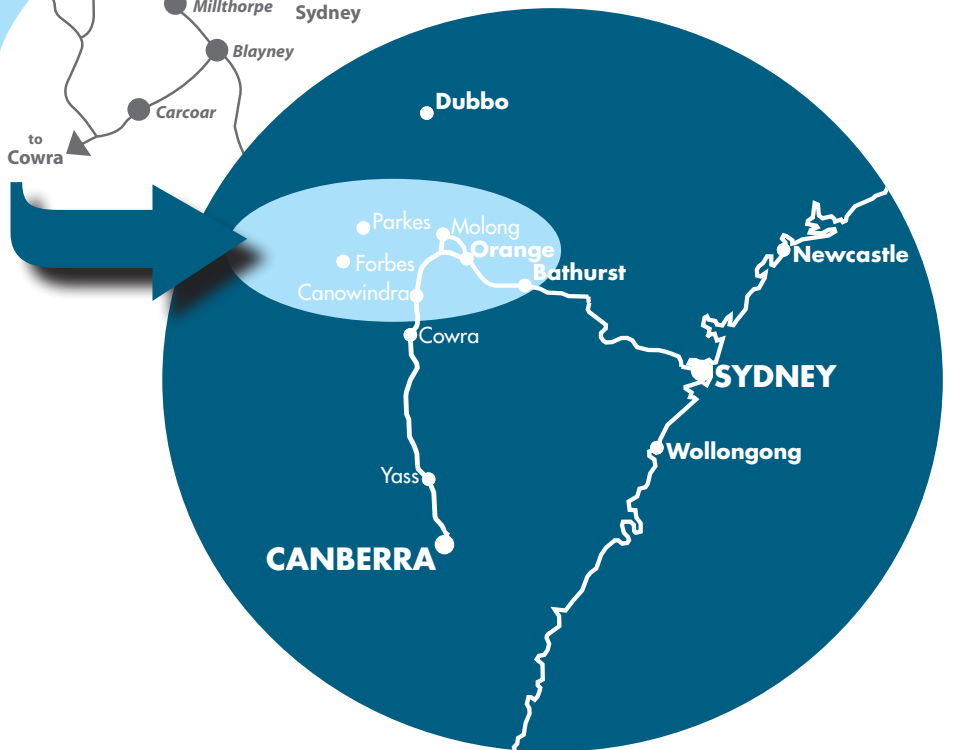 Millthorpe
Sydney
Blayney
Carcoar
to
Cowra
Dubbo
Parkes
Molong
Orange
Forbes
Bathurst
Newcastle
Canowindra
Cowra
SYDNEY
Wollongong
Yass
CANBERRA